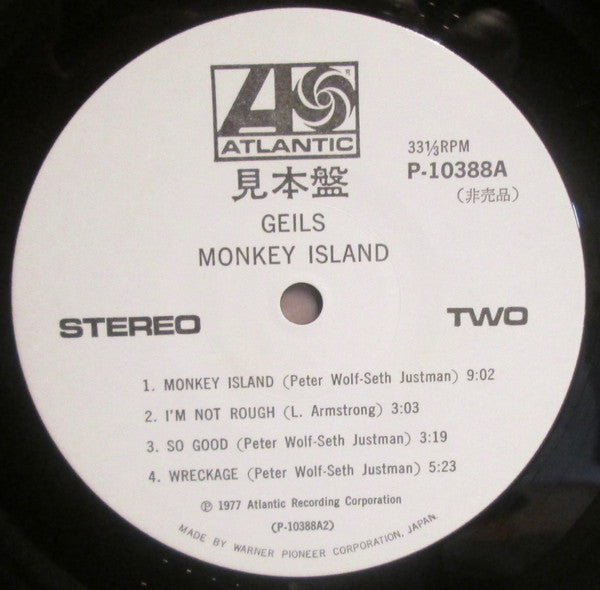 ATLANTIC
®
33⅓RPM
P-10388A
(非売品)
見本盤
GEILS
MONKEY ISLAND
STEREO
TWO
1. MONKEY ISLAND (Peter Wolf-Seth Justman) 9:02
2. I'M NOT ROUGH (L. Armstrong) 3:03
3. SO GOOD (Peter Wolf-Seth Justman) 3:19
4. WRECKAGE (Peter Wolf-Seth Justman) 5:23
℗ 1977 Atlantic Recording Corporation
(P-10388A2)
MADE BY WARNER PIONEER CORPORATION, JAPAN.